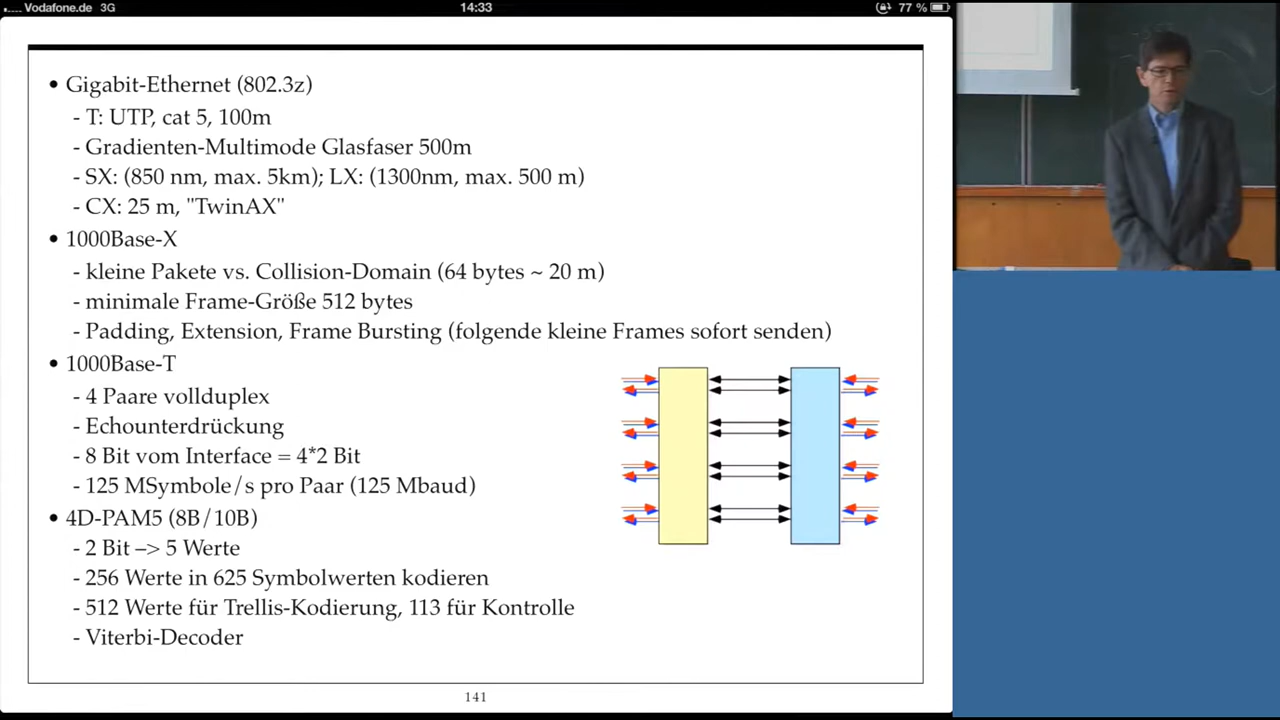 Vodafone.de 3G 14:33 77 %
• Gigabit-Ethernet (802.3z)
- T: UTP, cat 5, 100m
- Gradienten-Multimode Glasfaser 500m
- SX: (850 nm, max. 5km); LX: (1300nm, max. 500 m)
- CX: 25 m, "TwinAX"
• 1000Base-X
- kleine Pakete vs. Collision-Domain (64 bytes ~ 20 m)
- minimale Frame-Größe 512 bytes
- Padding, Extension, Frame Bursting (folgende kleine Frames sofort senden)
• 1000Base-T
- 4 Paare vollduplex
- Echounterdrückung
- 8 Bit vom Interface = 4*2 Bit
- 125 MSymbole/s pro Paar (125 Mbaud)
• 4D-PAM5 (8B/10B)
- 2 Bit –> 5 Werte
- 256 Werte in 625 Symbolwerten kodieren
- 512 Werte für Trellis-Kodierung, 113 für Kontrolle
- Viterbi-Decoder
141